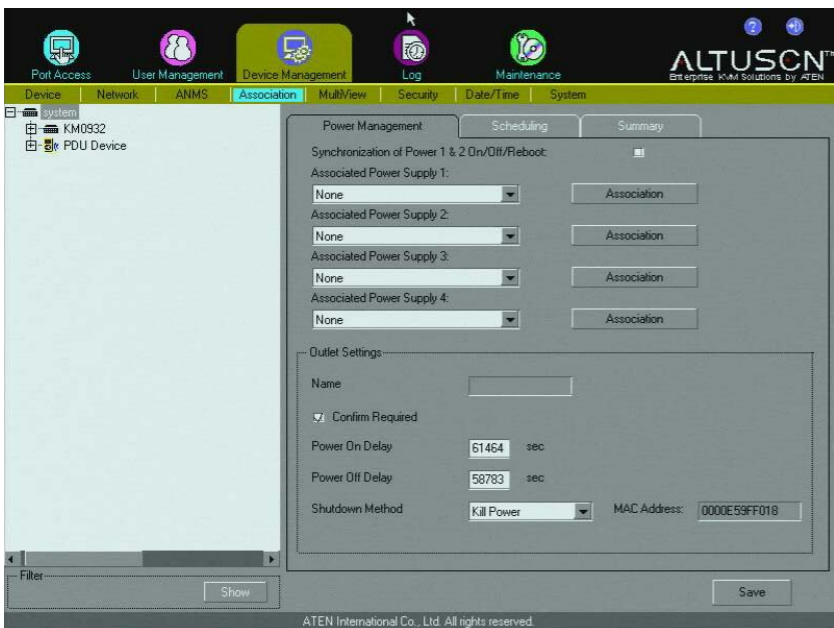 Port Access User Management Device Management Log Maintenance
ALTUSCN™
Enterprise KVM Solutions by ATEN
Device Network ANMS Association MultiView Security Date/Time System
system
KM0932
PDU Device
Power Management Scheduling Summary
Synchronization of Power 1 & 2 On/Off/Reboot:
Associated Power Supply 1:
None Association
Associated Power Supply 2:
None Association
Associated Power Supply 3:
None Association
Associated Power Supply 4:
None Association
Outlet Settings
Name
Confirm Required
Power On Delay 61464 sec
Power Off Delay 58783 sec
Shutdown Method Kill Power MAC Address: 0000E59FF018
Filter
Show
Save
ATEN International Co., Ltd. All rights reserved.